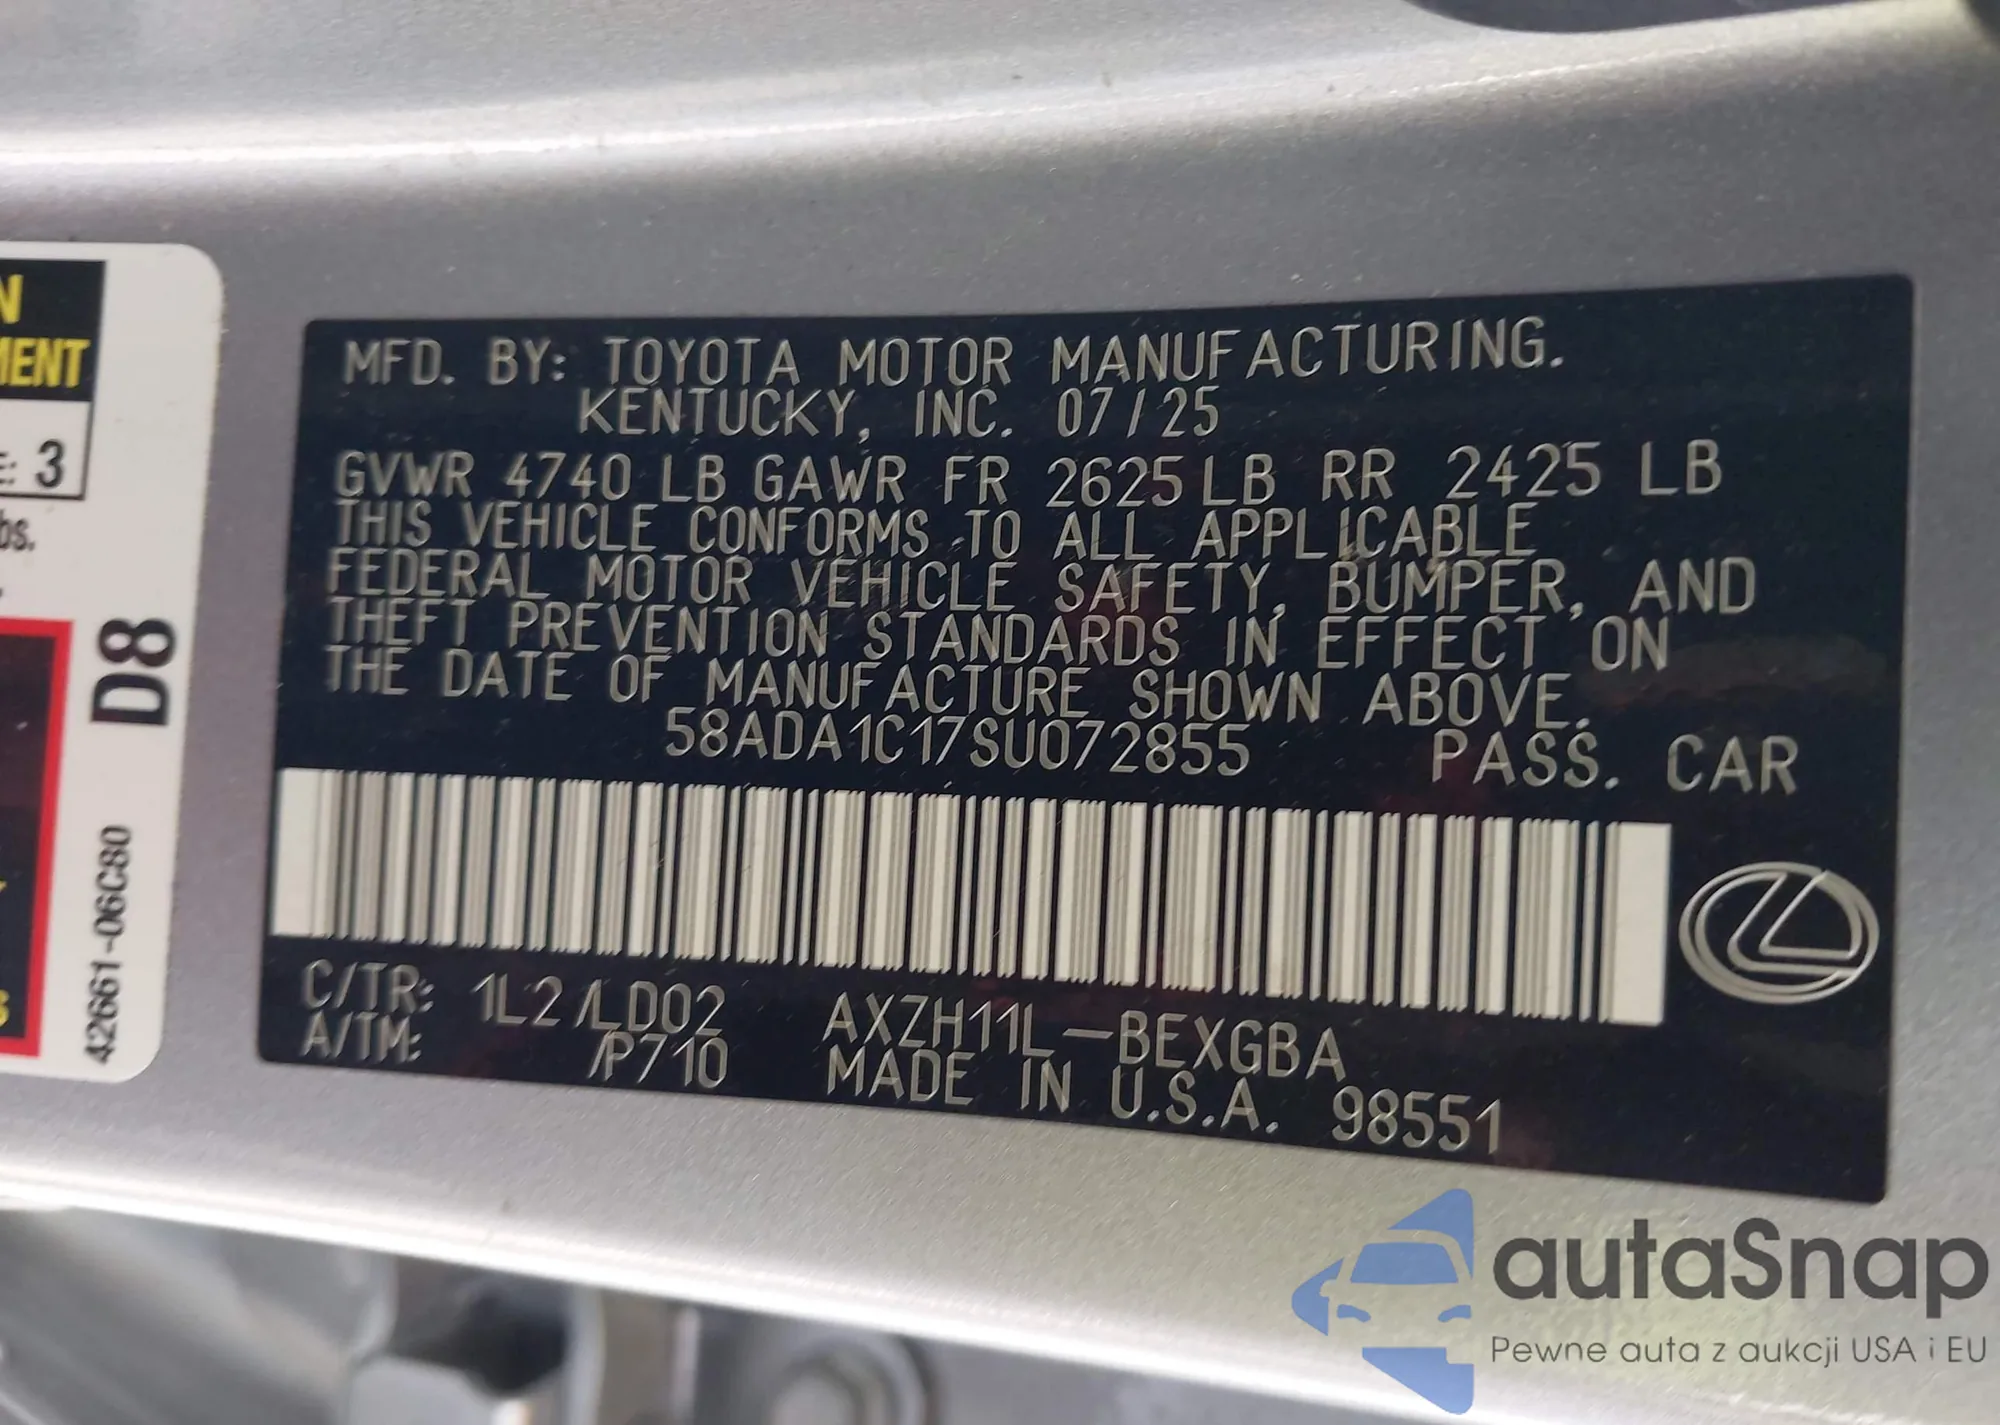 MFD. BY: TOYOTA MOTOR MANUFACTURING.
KENTUCKY, INC. 07/25
GVWR 4740 LB GAWR FR 2625 LB RR 2425 LB
THIS VEHICLE CONFORMS TO ALL APPLICABLE
FEDERAL MOTOR VEHICLE SAFETY, BUMPER, AND
THEFT PREVENTION STANDARDS IN EFFECT ON
THE DATE OF MANUFACTURE SHOWN ABOVE.
58ADA1C17SU072855 PASS. CAR
C/TR: 1L2/LD02 AXZH11L-BEXGBA
A/TM: /P710 MADE IN U.S.A. 98551
N
MENT
E: 3
bs.
D8
42661-06C80
S
autaSnap
Pewne auta z aukcji USA i EU